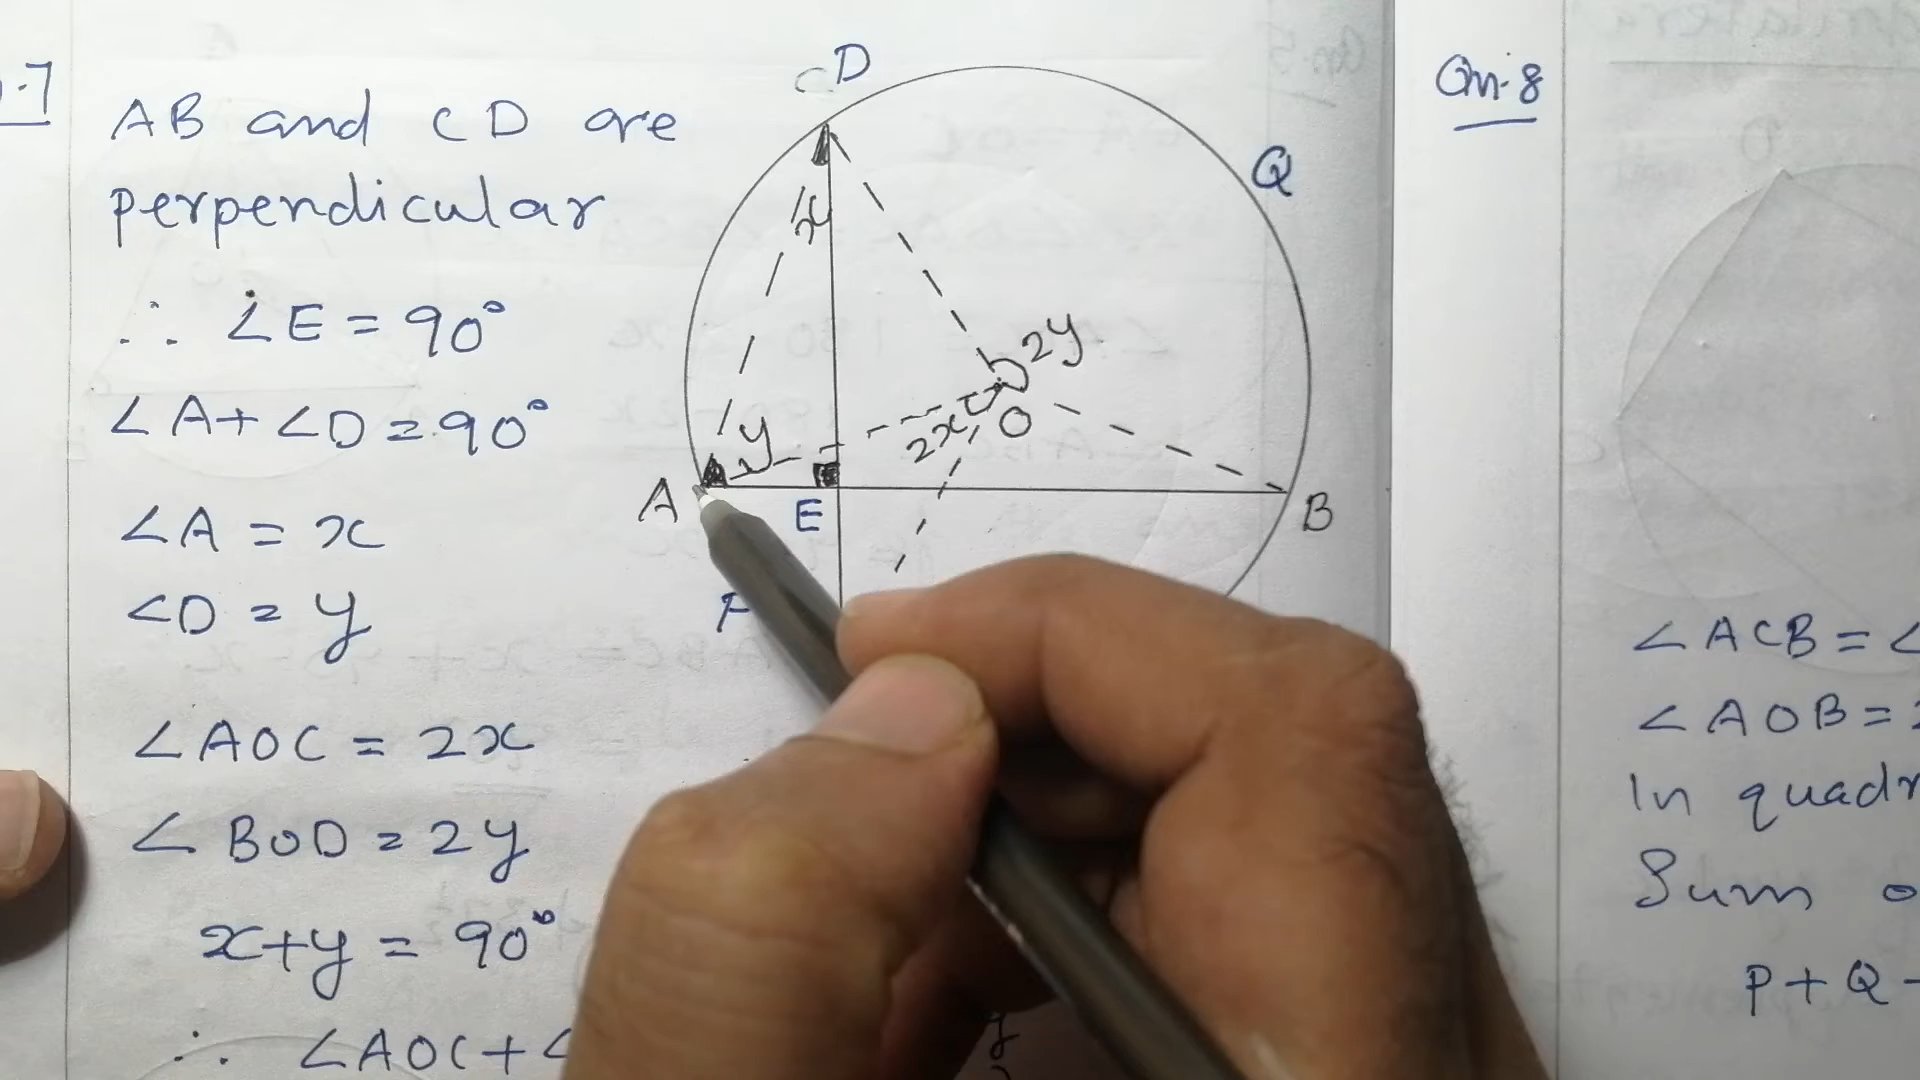 .7
AB and CD are
perpendicular
∴ ∠E = 90°
∠A + ∠D = 90°
∠A = x
∠D = y
∠AOC = 2x
∠BOD = 2y
x+y = 90°
∴ ∠AOC + ∠
C D
Q
x
2y
y
2x
O
A
E
B
P
Qn.8
∠ACB = ∠
∠AOB =
In quadr
Sum o
P + Q -